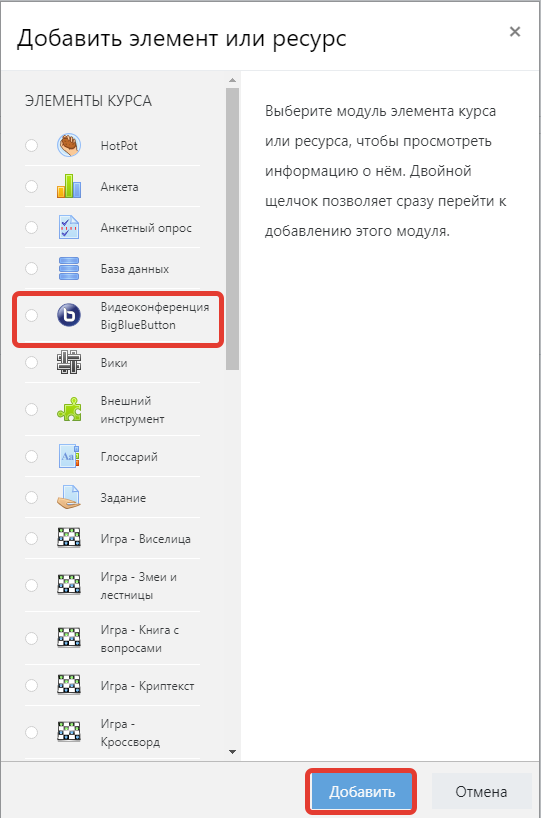 Добавить элемент или ресурс
×
ЭЛЕМЕНТЫ КУРСА
HotPot
Анкета
Анкетный опрос
База данных
Видеоконференция
BigBlueButton
Вики
Внешний
инструмент
Глоссарий
Задание
Игра - Виселица
Игра - Змеи и
лестницы
Игра - Книга с
вопросами
Игра - Криптекст
Игра -
Кроссворд
Выберите модуль элемента курса
или ресурса, чтобы просмотреть
информацию о нём. Двойной
щелчок позволяет сразу перейти к
добавлению этого модуля.
Добавить
Отмена